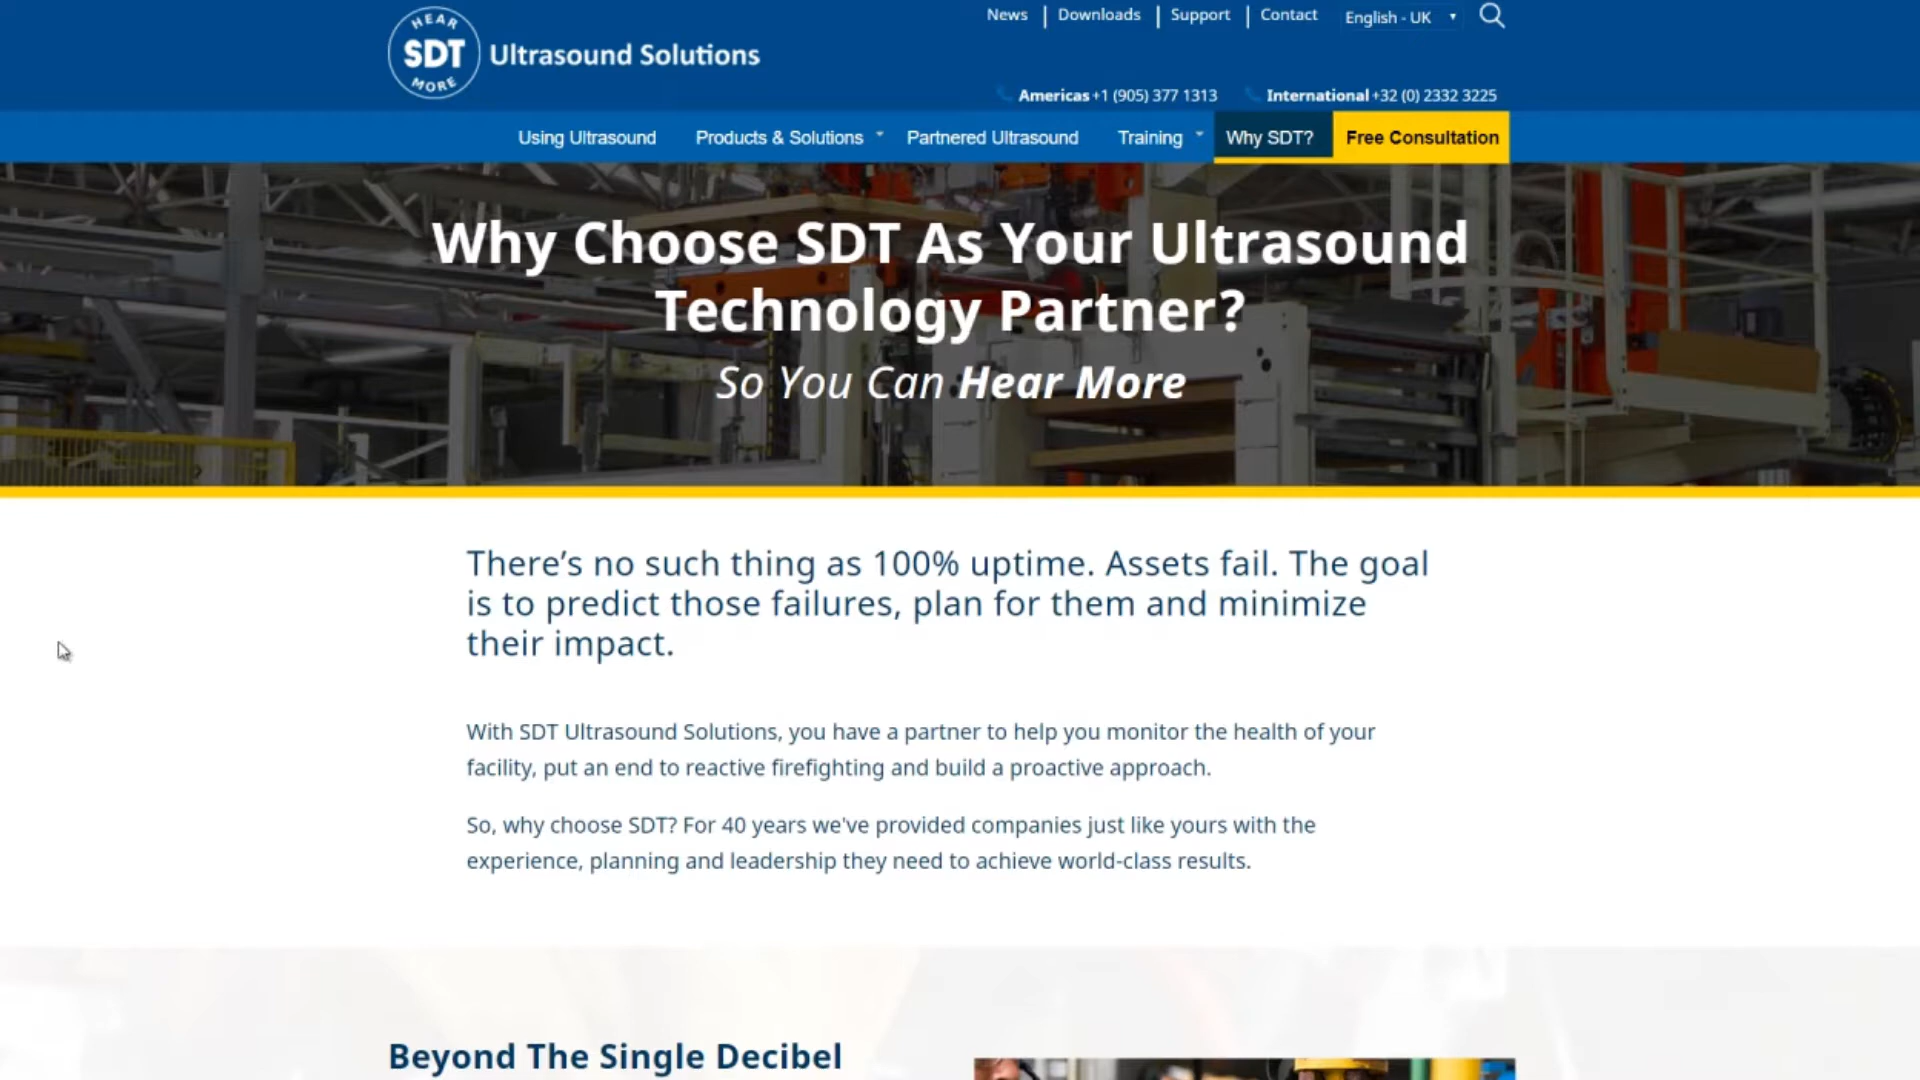 HEAR
SDT
MORE
Ultrasound Solutions
News
Downloads
Support
Contact
English - UK
Americas +1 (905) 377 1313
International +32 (0) 2332 3225
Using Ultrasound
Products & Solutions
Partnered Ultrasound
Training
Why SDT?
Free Consultation
Why Choose SDT As Your Ultrasound
Technology Partner?
So You Can Hear More
There’s no such thing as 100% uptime. Assets fail. The goal
is to predict those failures, plan for them and minimize
their impact.
With SDT Ultrasound Solutions, you have a partner to help you monitor the health of your
facility, put an end to reactive firefighting and build a proactive approach.
So, why choose SDT? For 40 years we've provided companies just like yours with the
experience, planning and leadership they need to achieve world-class results.
Beyond The Single Decibel